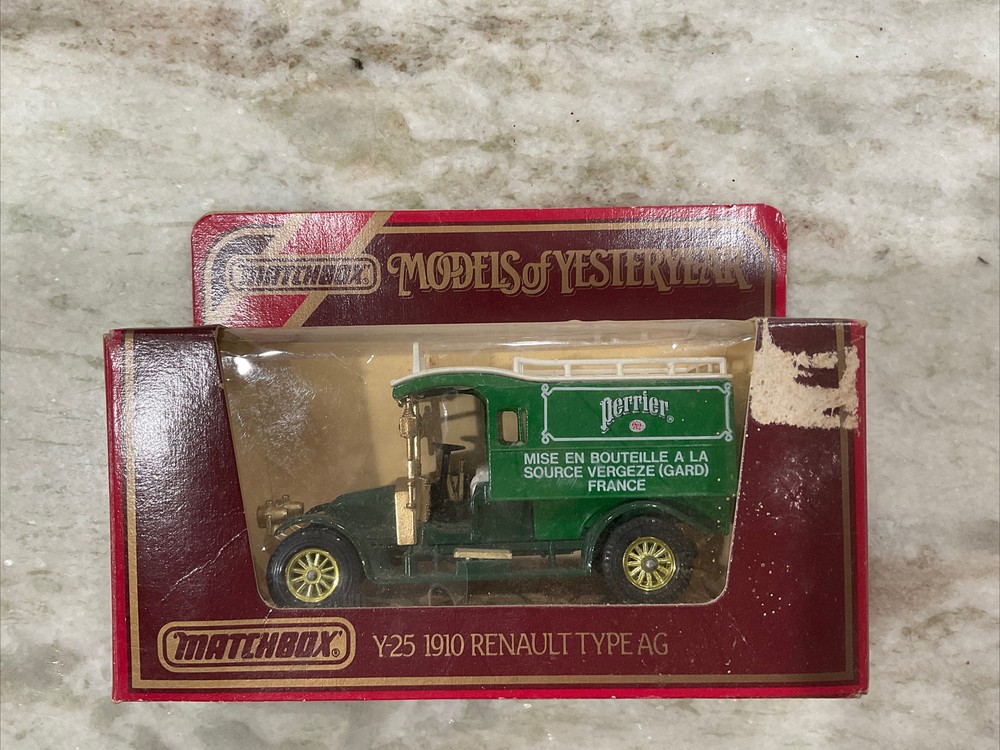 MATCHBOX
MODELS of YESTERYEAR
Perrier®
MISE EN BOUTEILLE A LA
SOURCE VERGEZE (GARD)
FRANCE
MATCHBOX®
Y-25 1910 RENAULT TYPE AG